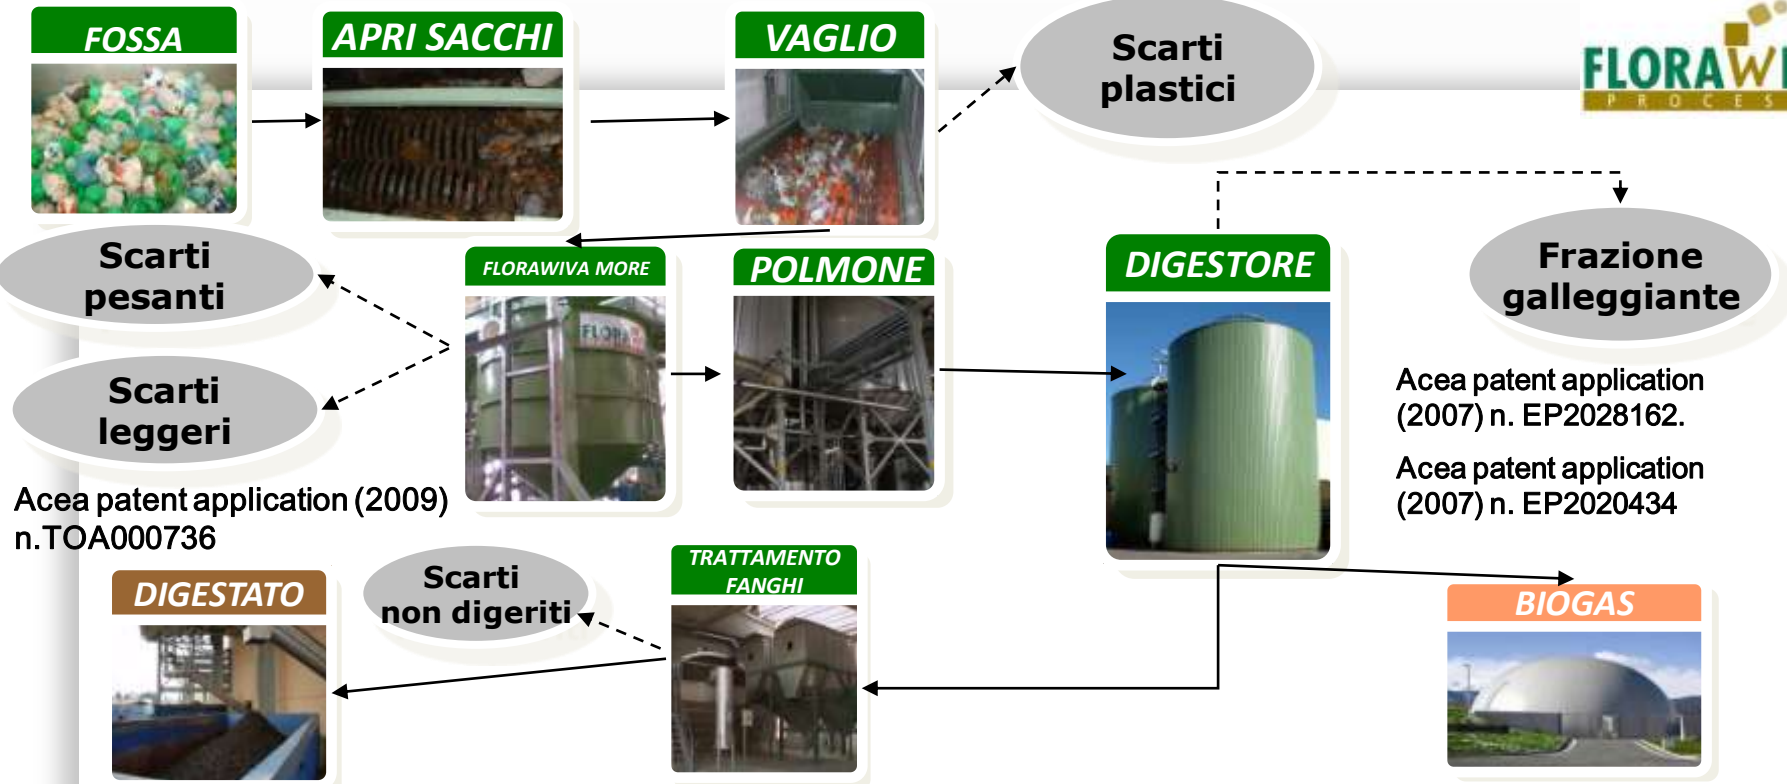 FOSSA
APRI SACCHI
VAGLIO
Scarti
plastici
FLORAWI
PROCES
Scarti
pesanti
FLORAWIVA MORE
POLMONE
DIGESTORE
Frazione
galleggiante
Scarti
leggeri
FLORA
Acea patent application
(2007) n. EP2028162.
Acea patent application
(2007) n. EP2020434
Acea patent application (2009)
n.TOA000736
DIGESTATO
Scarti
non digeriti
TRATTAMENTO
FANGHI
BIOGAS